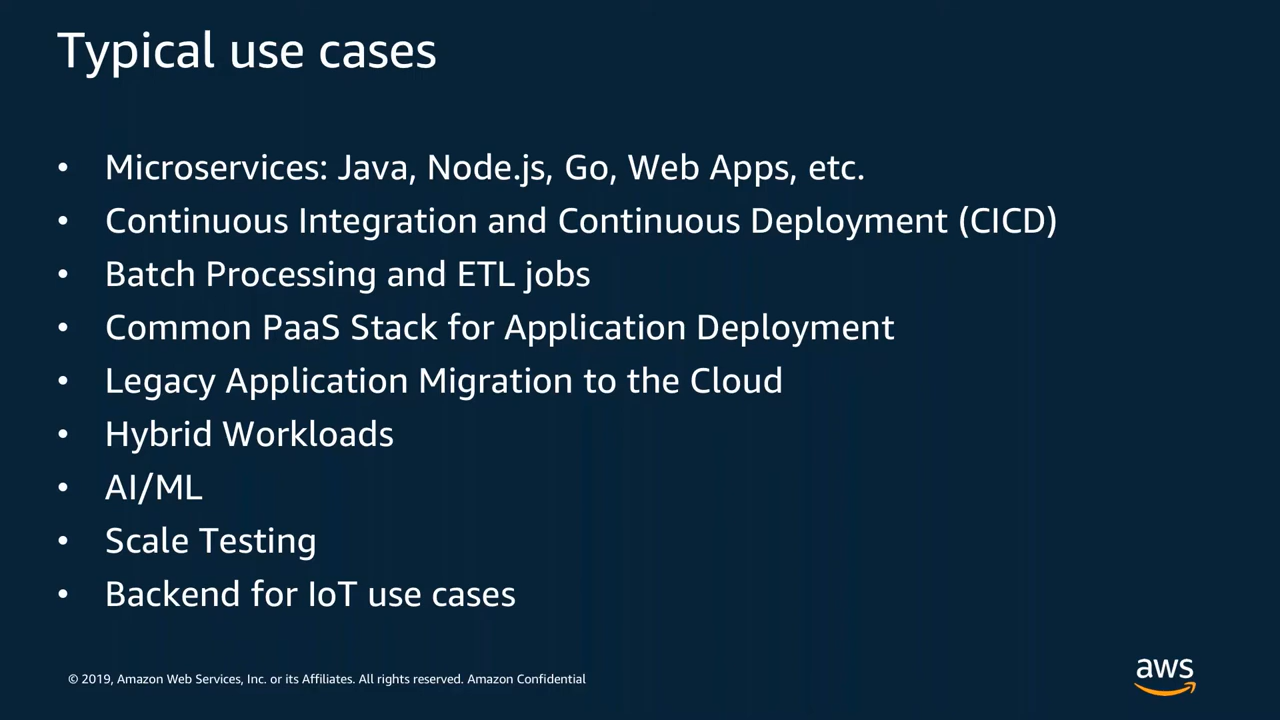 Typical use cases
• Microservices: Java, Node.js, Go, Web Apps, etc.
• Continuous Integration and Continuous Deployment (CICD)
• Batch Processing and ETL jobs
• Common PaaS Stack for Application Deployment
• Legacy Application Migration to the Cloud
• Hybrid Workloads
• AI/ML
• Scale Testing
• Backend for IoT use cases
© 2019, Amazon Web Services, Inc. or its Affiliates. All rights reserved. Amazon Confidential
aws